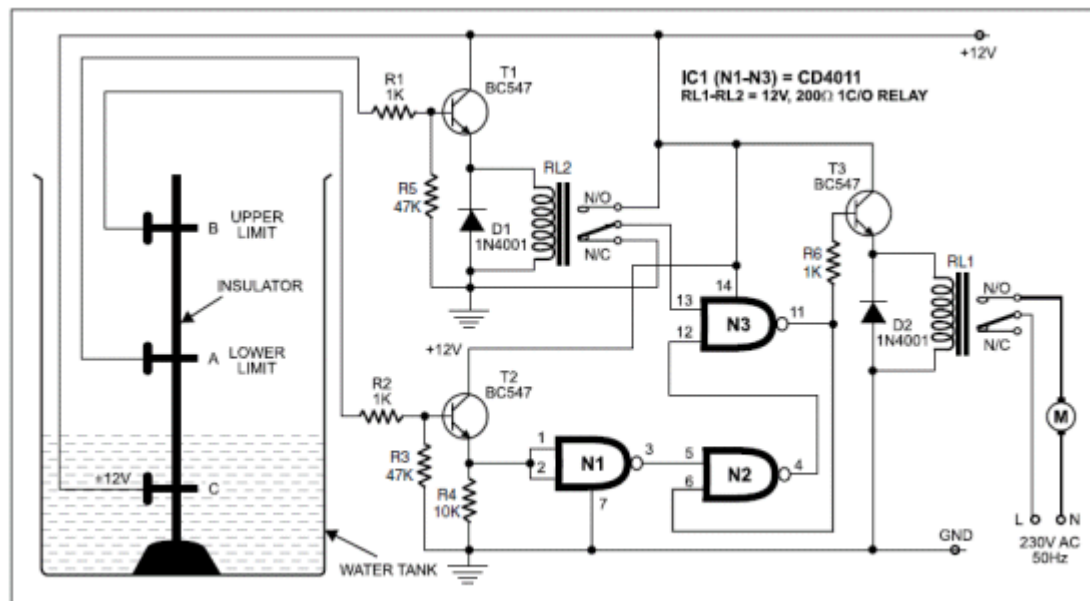 +12V
IC1 (N1-N3) = CD4011
RL1-RL2 = 12V, 200Ω 1C/O RELAY
T1
BC547
R1
1K
R5
47K
D1
1N4001
RL2
N/O
N/C
T3
BC547
R6
1K
RL1
N/O
N/C
D2
1N4001
B
UPPER
LIMIT
INSULATOR
A
LOWER
LIMIT
+12V
C
WATER TANK
+12V
T2
BC547
R2
1K
R3
47K
R4
10K
1
2
N1
3
7
5
6
N2
4
14
13
12
N3
11
M
L
N
230V AC
50Hz
GND